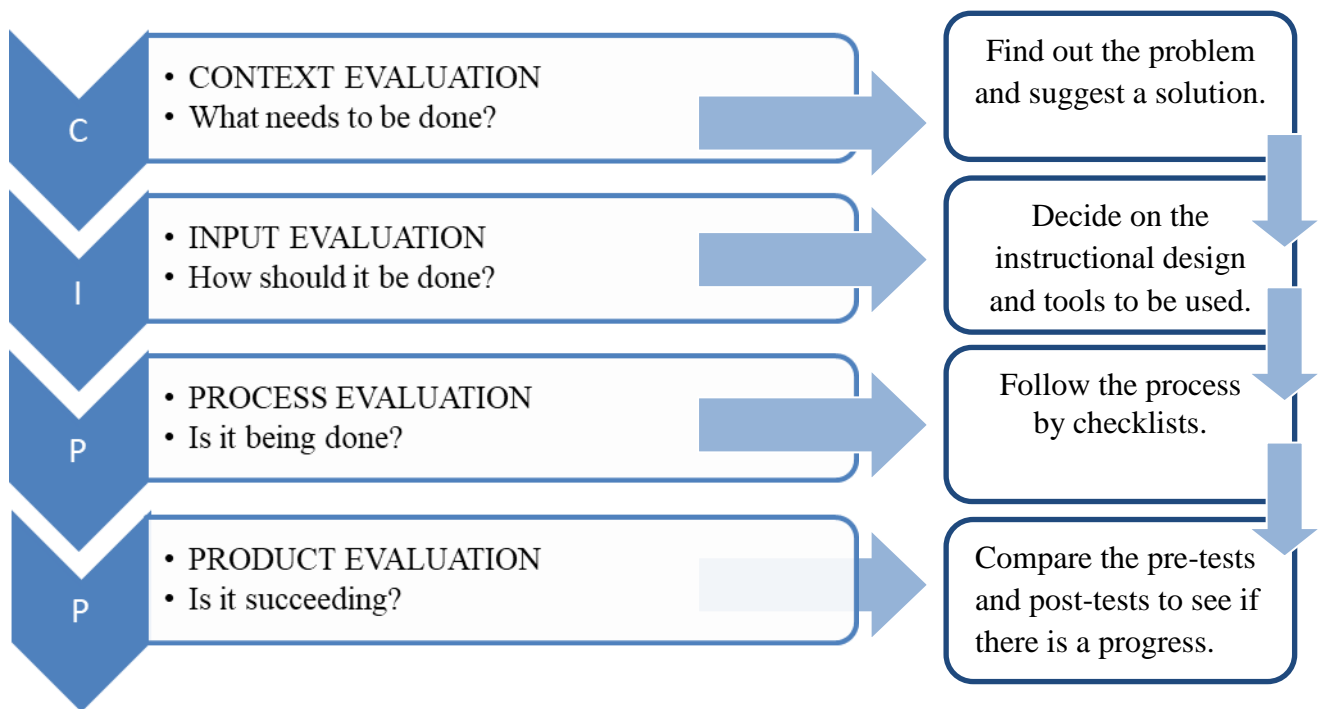 C
• CONTEXT EVALUATION
• What needs to be done?
Find out the problem
and suggest a solution.
I
• INPUT EVALUATION
• How should it be done?
Decide on the
instructional design
and tools to be used.
P
• PROCESS EVALUATION
• Is it being done?
Follow the process
by checklists.
P
• PRODUCT EVALUATION
• Is it succeeding?
Compare the pre-tests
and post-tests to see if
there is a progress.